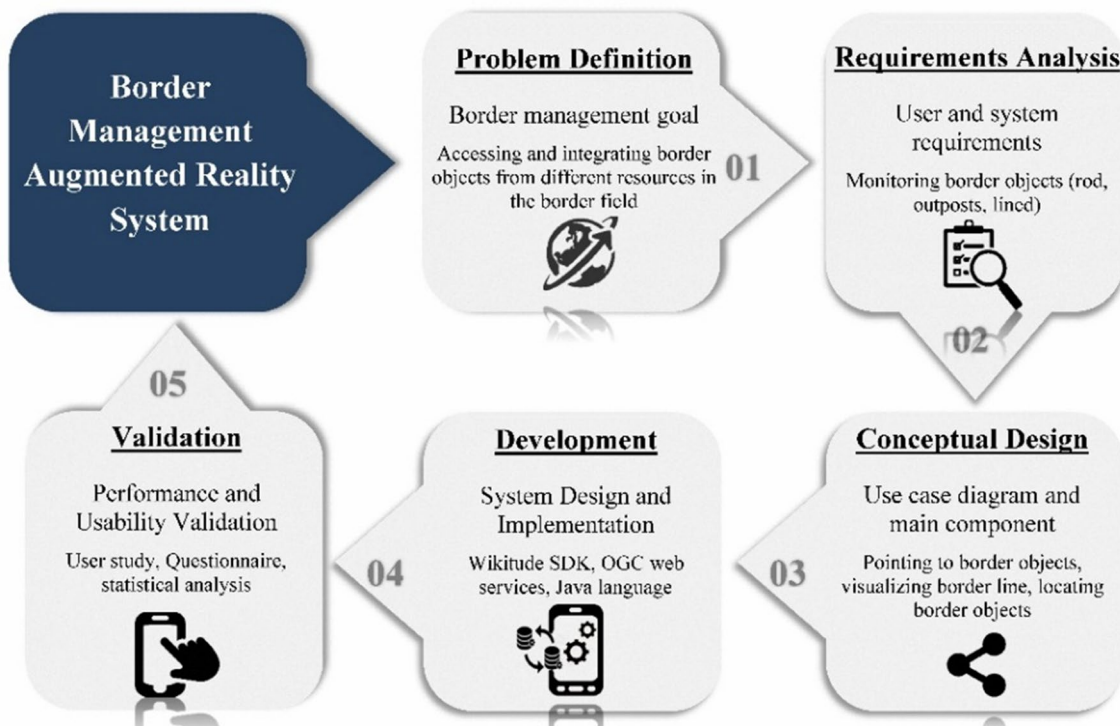 Border
Management
Augmented Reality
System
Problem Definition
Border management goal
Accessing and integrating border
objects from different resources in
the border field
01
Requirements Analysis
User and system
requirements
Monitoring border objects (rod,
outposts, lined)
02
Conceptual Design
Use case diagram and
main component
Pointing to border objects,
visualizing border line, locating
border objects
03
Development
System Design and
Implementation
Wikitude SDK, OGC web
services, Java language
04
Validation
Performance and
Usability Validation
User study, Questionnaire,
statistical analysis
05